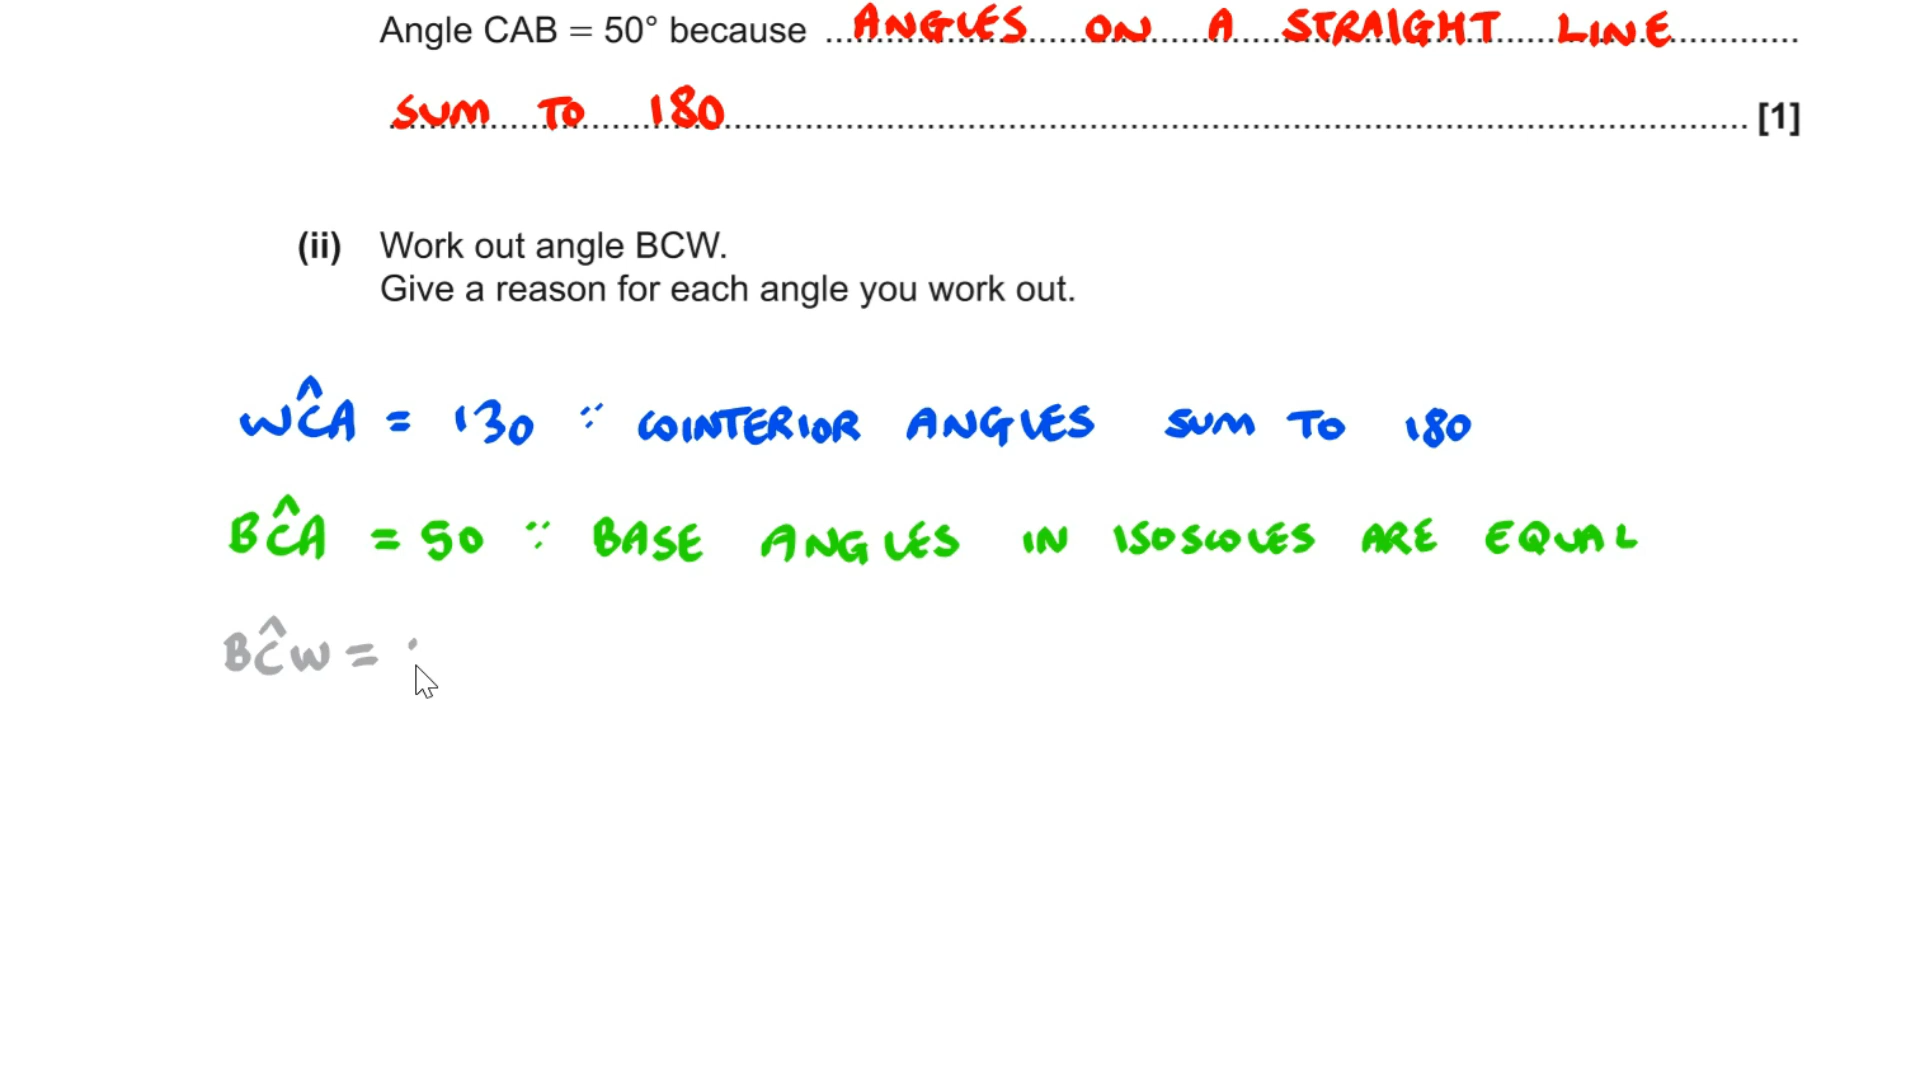 Angle CAB = 50° because ANGLES ON A STRAIGHT LINE
SUM TO 180 [1]
(ii) Work out angle BCW.
Give a reason for each angle you work out.
WĈA = 130 ∵ COINTERIOR ANGLES SUM TO 180
BĈA = 50 ∵ BASE ANGLES IN ISOSCOLES ARE EQUAL
BĈW =